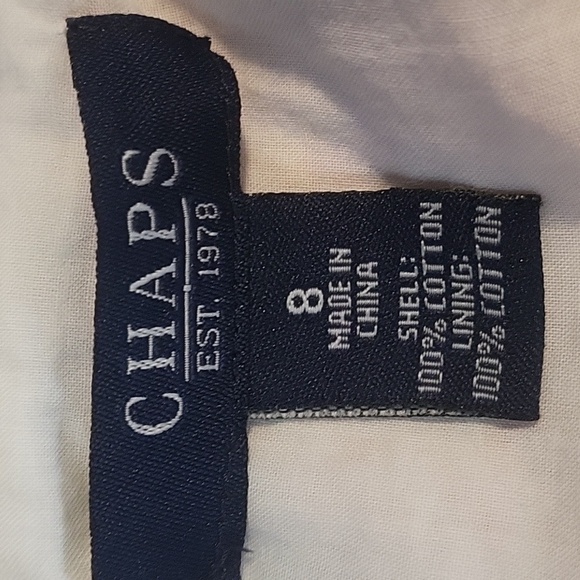 CHAPS
EST. 1978
8
MADE IN
CHINA
SHELL:
100% COTTON
LINING:
100% COTTON